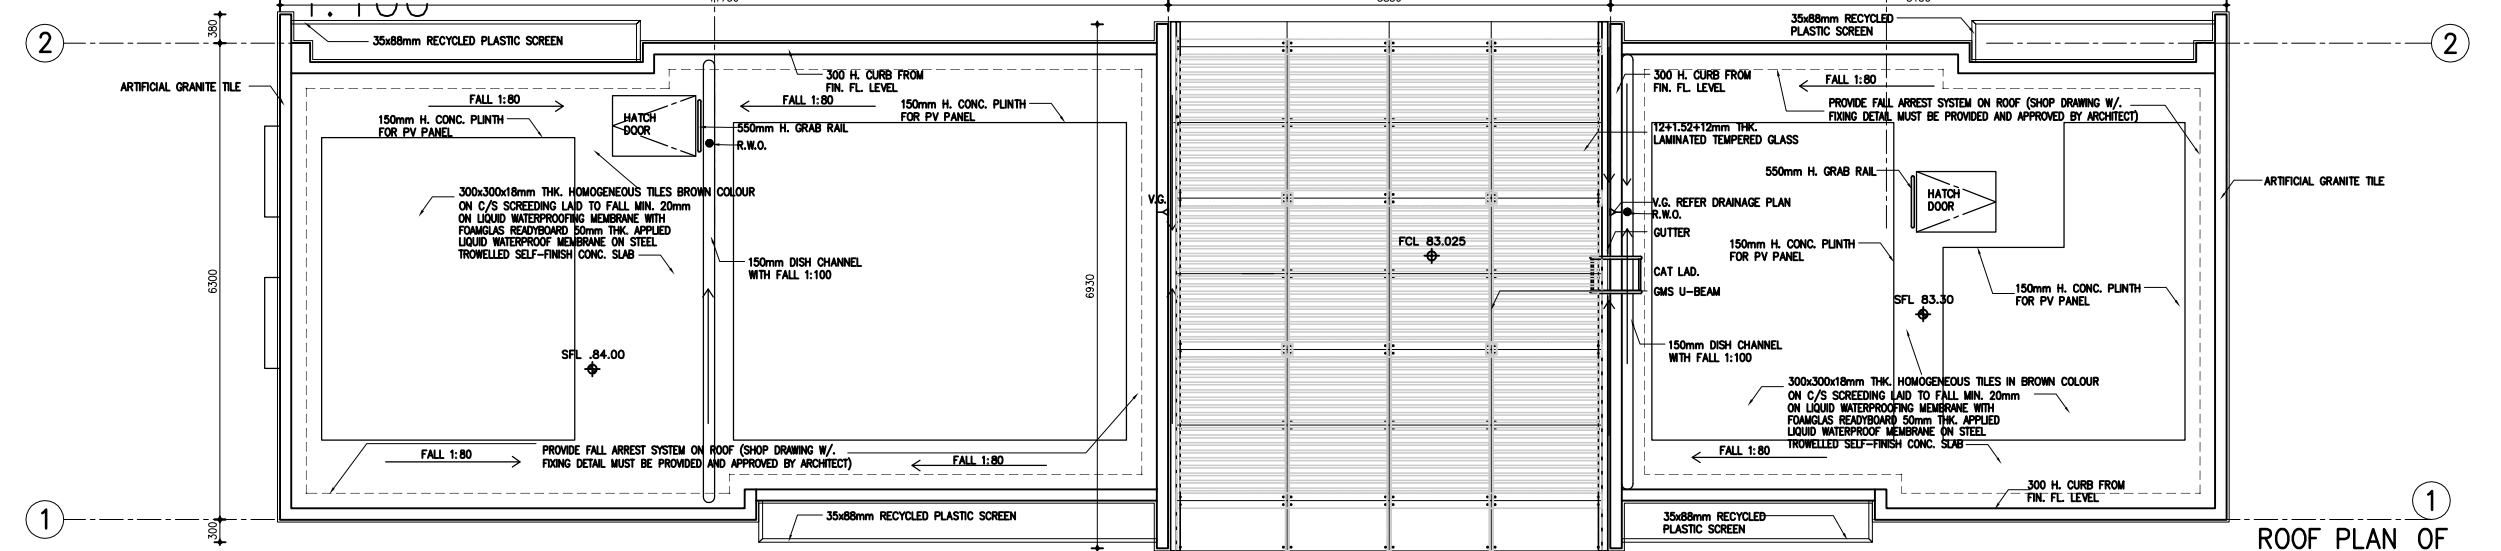 2
380
35x88mm RECYCLED PLASTIC SCREEN
35x88mm RECYCLED
PLASTIC SCREEN
2
ARTIFICIAL GRANITE TILE
300 H. CURB FROM
FIN. FL. LEVEL
300 H. CURB FROM
FIN. FL. LEVEL
FALL 1:80
FALL 1:80
FALL 1:80
150mm H. CONC. PLINTH
FOR PV PANEL
HATCH
DOOR
150mm H. CONC. PLINTH
FOR PV PANEL
550mm H. GRAB RAIL
R.W.O.
PROVIDE FALL ARREST SYSTEM ON ROOF (SHOP DRAWING W/.
FIXING DETAIL MUST BE PROVIDED AND APPROVED BY ARCHITECT)
12+1.52+12mm THK.
LAMINATED TEMPERED GLASS
550mm H. GRAB RAIL
HATCH
DOOR
ARTIFICIAL GRANITE TILE
300x300x18mm THK. HOMOGENEOUS TILES BROWN COLOUR
ON C/S SCREEDING LAID TO FALL MIN. 20mm
ON LIQUID WATERPROOFING MEMBRANE WITH
FOAMGLAS READYBOARD 50mm THK. APPLIED
LIQUID WATERPROOF MEMBRANE ON STEEL
TROWELLED SELF-FINISH CONC. SLAB
V.G.
V.G. REFER DRAINAGE PLAN
R.W.O.
GUTTER
FCL 83.025
150mm H. CONC. PLINTH
FOR PV PANEL
150mm DISH CHANNEL
WITH FALL 1:100
CAT LAD.
GMS U-BEAM
6300
6930
SFL 83.30
150mm H. CONC. PLINTH
FOR PV PANEL
SFL .84.00
150mm DISH CHANNEL
WITH FALL 1:100
300x300x18mm THK. HOMOGENEOUS TILES IN BROWN COLOUR
ON C/S SCREEDING LAID TO FALL MIN. 20mm
ON LIQUID WATERPROOFING MEMBRANE WITH
FOAMGLAS READYBOARD 50mm THK. APPLIED
LIQUID WATERPROOF MEMBRANE ON STEEL
TROWELLED SELF-FINISH CONC. SLAB
FALL 1:80
PROVIDE FALL ARREST SYSTEM ON ROOF (SHOP DRAWING W/.
FIXING DETAIL MUST BE PROVIDED AND APPROVED BY ARCHITECT)
FALL 1:80
FALL 1:80
300 H. CURB FROM
FIN. FL. LEVEL
1
300
35x88mm RECYCLED PLASTIC SCREEN
35x88mm RECYCLED
PLASTIC SCREEN
1
ROOF PLAN OF